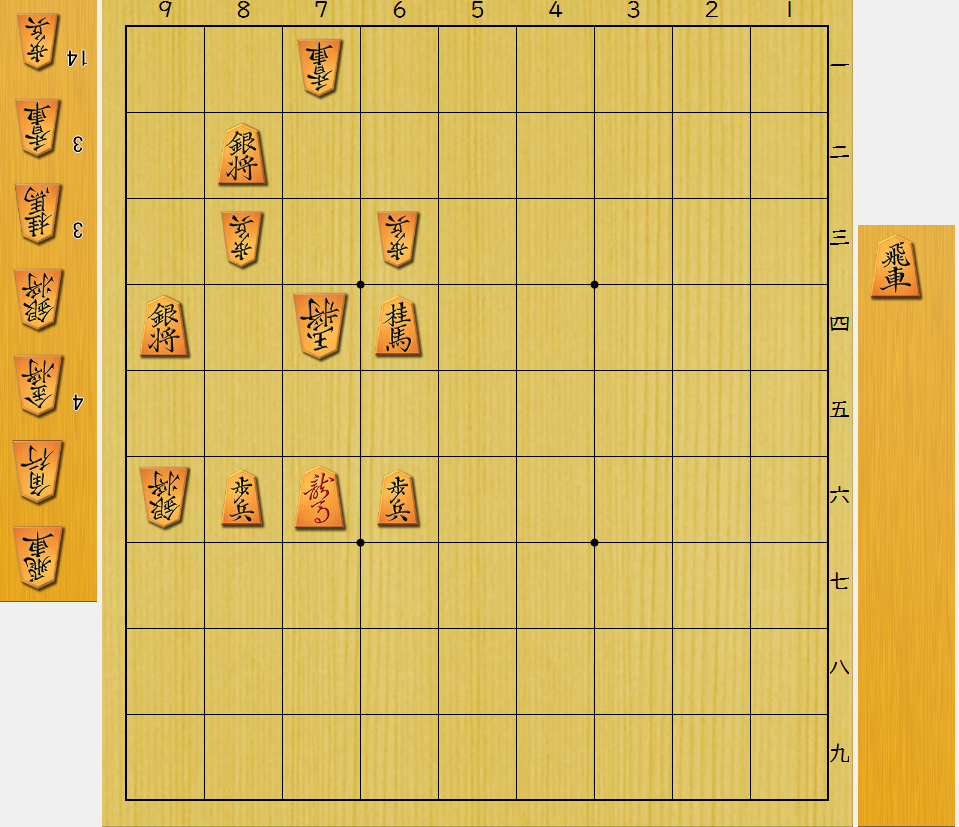 9 8 7 6 5 4 3 2 1
歩兵 14
香車 3
桂馬 3
銀将
金将 4
角行
飛車
香車 一
銀将 二
歩兵 歩兵 三
銀将 玉将 桂馬 四
五
銀将 歩兵 龍馬 歩兵 六
七
八
九
飛車